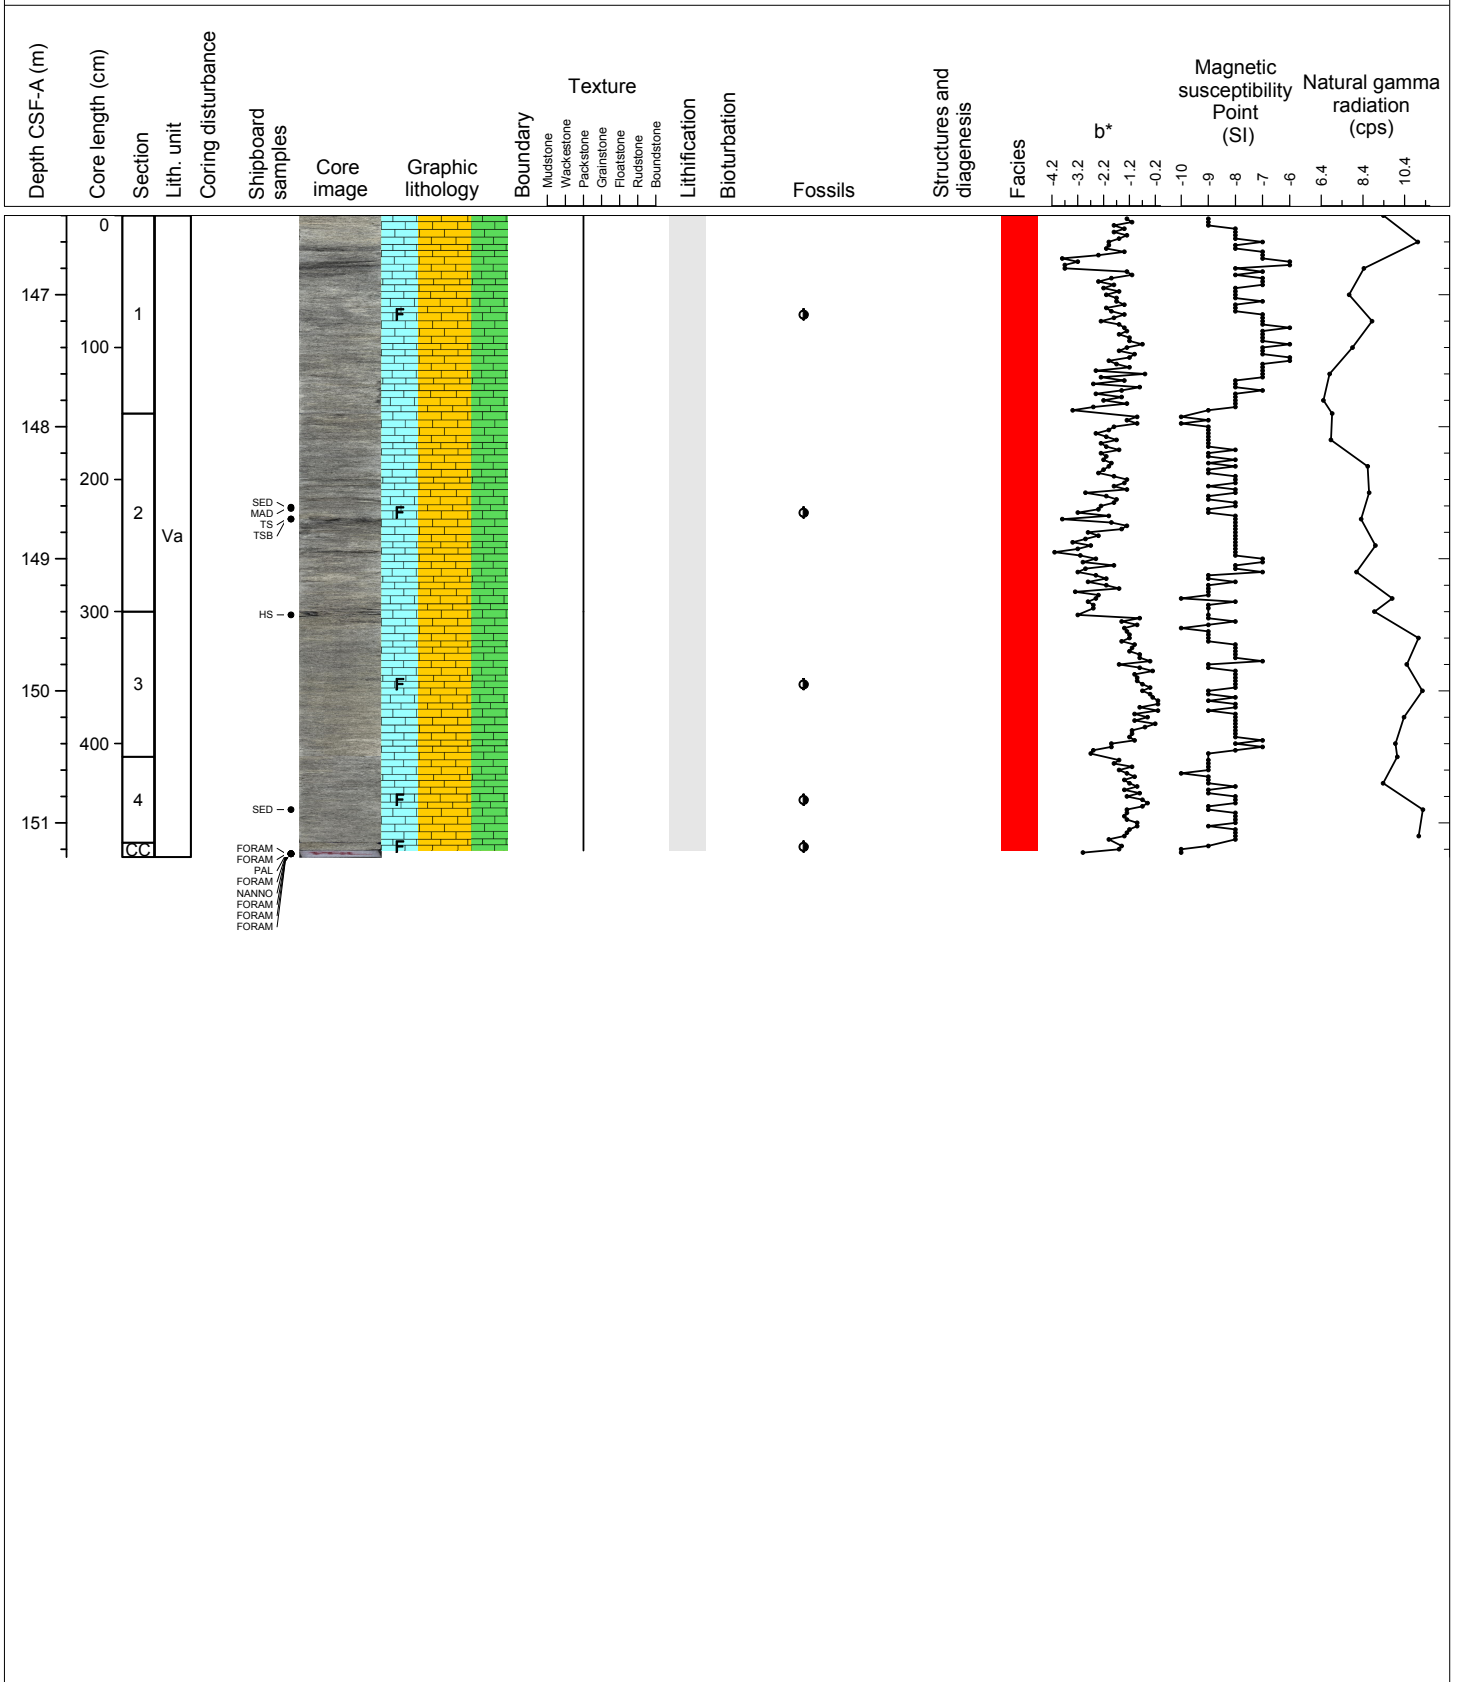 Depth CSF-A (m)
Core length (cm)
Section
Lith. unit
Coring disturbance
Shipboard
samples
Core
image
Graphic
lithology
Boundary
Texture
Mudstone
Wackestone
Packstone
Grainstone
Floatstone
Rudstone
Boundstone
Lithification
Bioturbation
Fossils
Structures and
diagenesis
Facies
b*
-4.2
-3.2
-2.2
-1.2
-0.2
Magnetic
susceptibility
Point
(SI)
-10
-9
-8
-7
-6
Natural gamma
radiation
(cps)
6.4
8.4
10.4
0
147
1
F
100
148
200
SED
MAD
TS
TSB
2
F
Va
149
300
HS
150
3
F
400
4
F
SED
151
CC
F
FORAM
FORAM
PAL
FORAM
NANNO
FORAM
FORAM
FORAM